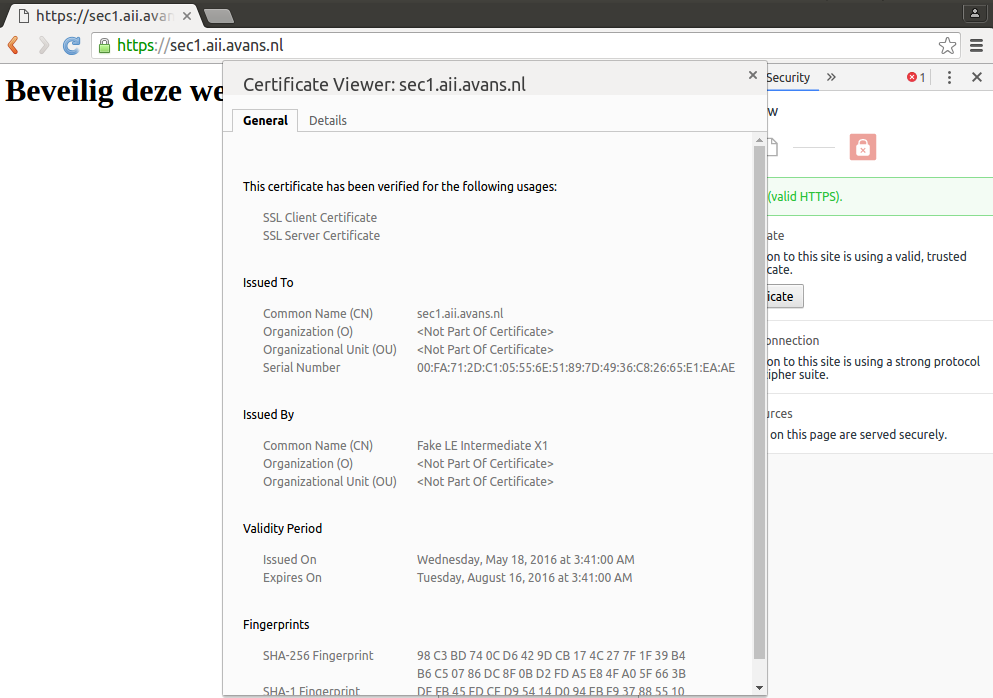 https://sec1.aii.avan
https://sec1.aii.avans.nl
Beveilig deze we
Certificate Viewer: sec1.aii.avans.nl
General
Details
This certificate has been verified for the following usages:
SSL Client Certificate
SSL Server Certificate
Issued To
Common Name (CN) sec1.aii.avans.nl
Organization (O) <Not Part Of Certificate>
Organizational Unit (OU) <Not Part Of Certificate>
Serial Number 00:FA:71:2D:C1:05:55:6E:51:89:7D:49:36:C8:26:65:E1:EA:AE
Issued By
Common Name (CN) Fake LE Intermediate X1
Organization (O) <Not Part Of Certificate>
Organizational Unit (OU) <Not Part Of Certificate>
Validity Period
Issued On Wednesday, May 18, 2016 at 3:41:00 AM
Expires On Tuesday, August 16, 2016 at 3:41:00 AM
Fingerprints
SHA-256 Fingerprint 98 C3 BD 74 0C D6 42 9D CB 17 4C 27 7F 1F 39 B4
B6 C5 07 86 DC 8F 0B D2 FD A5 E8 4F A0 5F 66 3B
SHA-1 Fingerprint DE FB 45 ED CE D9 54 14 D0 94 EB E9 37 88 55 10
Security
1
w
(valid HTTPS).
ate
on to this site is using a valid, trusted
cate.
icate
onnection
on to this site is using a strong protocol
ipher suite.
urces
on this page are served securely.